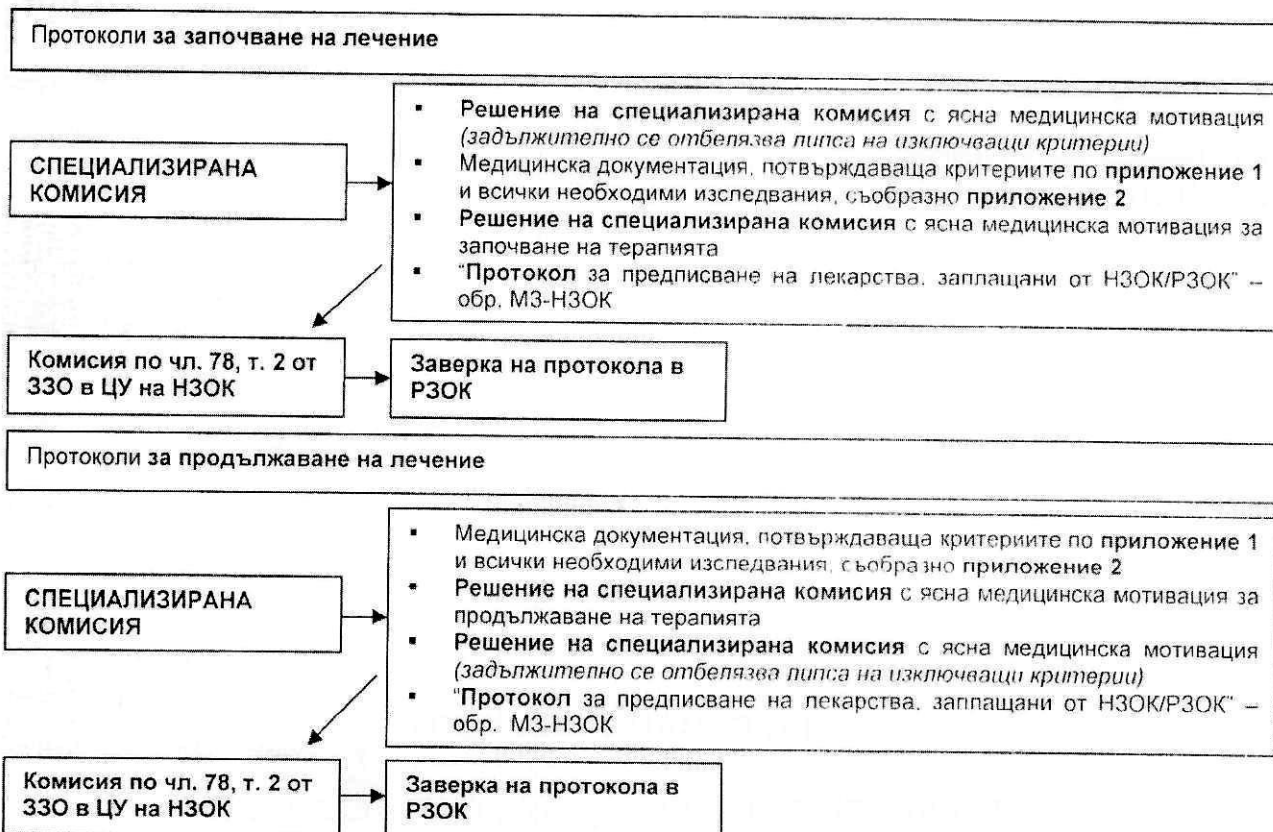 Протоколи за започване на лечение
СПЕЦИАЛИЗИРАНА
КОМИСИЯ
▪ Решение на специализирана комисия с ясна медицинска мотивация
(задължително се отбелязва липса на изключващи критерии)
▪ Медицинска документация, потвърждаваща критериите по приложение 1
и всички необходими изследвания, съобразно приложение 2
▪ Решение на специализирана комисия с ясна медицинска мотивация за
започване на терапията
▪ "Протокол за предписване на лекарства, заплащани от НЗОК/РЗОК" –
обр. МЗ-НЗОК
Комисия по чл. 78, т. 2 от
ЗЗО в ЦУ на НЗОК
Заверка на протокола в
РЗОК
Протоколи за продължаване на лечение
СПЕЦИАЛИЗИРАНА
КОМИСИЯ
▪ Медицинска документация, потвърждаваща критериите по приложение 1
и всички необходими изследвания, съобразно приложение 2
▪ Решение на специализирана комисия с ясна медицинска мотивация за
продължаване на терапията
▪ Решение на специализирана комисия с ясна медицинска мотивация
(задължително се отбелязва липса на изключващи критерии)
▪ "Протокол за предписване на лекарства, заплащани от НЗОК/РЗОК" –
обр. МЗ-НЗОК
Комисия по чл. 78, т. 2 от
ЗЗО в ЦУ на НЗОК
Заверка на протокола в
РЗОК